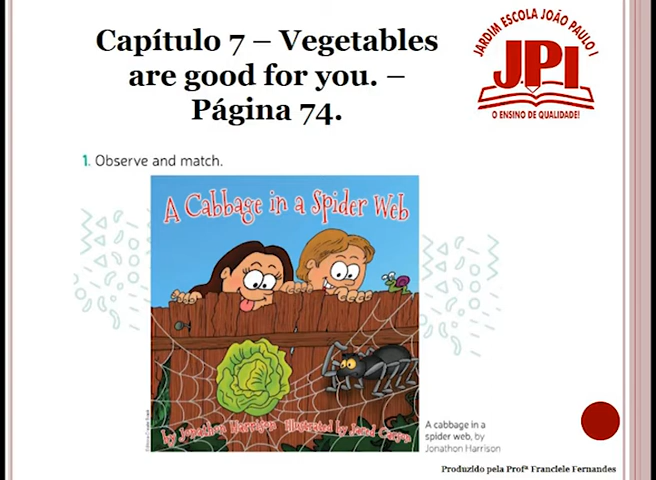 Capítulo 7 – Vegetables
are good for you. –
Página 74.
JARDIM ESCOLA JOÃO PAULO I
J.P.I
O ENSINO DE QUALIDADE!
1. Observe and match.
A Cabbage in a Spider Web
by Jonathon Harrison Illustrated by Jared Carson
A cabbage in a
spider web, by
Jonathon Harrison
Produzido pela Profª Franciele Fernandes